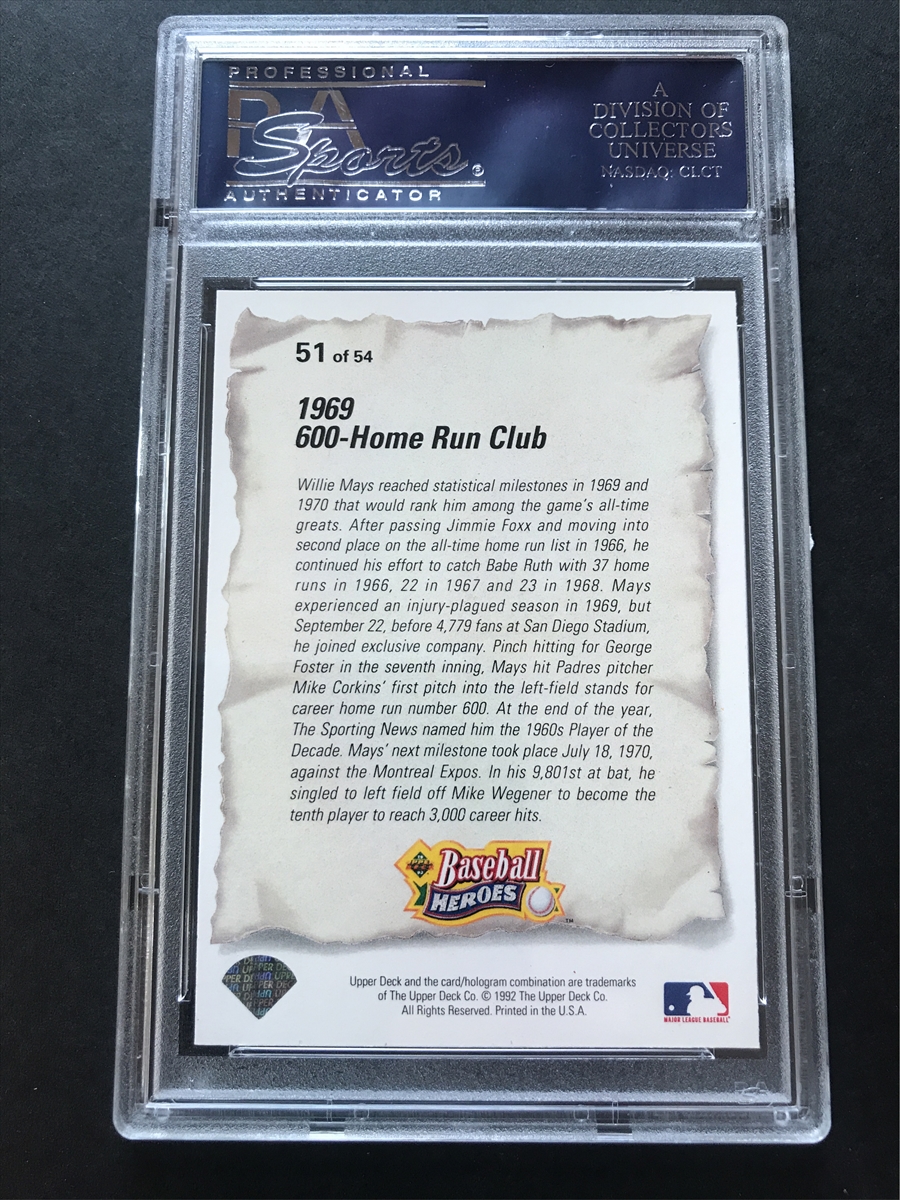 PROFESSIONAL
PSA
Sports®
AUTHENTICATOR
A
DIVISION OF
COLLECTORS
UNIVERSE
NASDAQ: CLCT
51 of 54
1969
600-Home Run Club
Willie Mays reached statistical milestones in 1969 and
1970 that would rank him among the game's all-time
greats. After passing Jimmie Foxx and moving into
second place on the all-time home run list in 1966, he
continued his effort to catch Babe Ruth with 37 home
runs in 1966, 22 in 1967 and 23 in 1968. Mays
experienced an injury-plagued season in 1969, but
September 22, before 4,779 fans at San Diego Stadium,
he joined exclusive company. Pinch hitting for George
Foster in the seventh inning, Mays hit Padres pitcher
Mike Corkins' first pitch into the left-field stands for
career home run number 600. At the end of the year,
The Sporting News named him the 1960s Player of the
Decade. Mays' next milestone took place July 18, 1970,
against the Montreal Expos. In his 9,801st at bat, he
singled to left field off Mike Wegener to become the
tenth player to reach 3,000 career hits.
UPPER DECK
Baseball
HEROES
™
UPPER DECK
Upper Deck and the card/hologram combination are trademarks
of The Upper Deck Co. © 1992 The Upper Deck Co.
All Rights Reserved. Printed in the U.S.A.
MAJOR LEAGUE BASEBALL